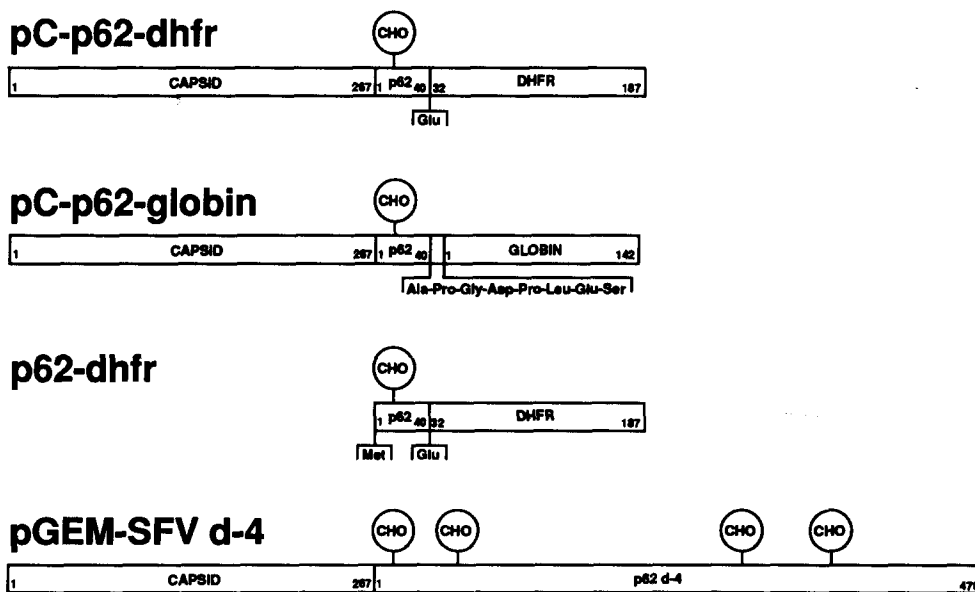 pC-p62-dhfr
CHO
1 CAPSID 267 1 p62 40 32 DHFR 187
Glu
pC-p62-globin
CHO
1 CAPSID 267 1 p62 40 1 GLOBIN 142
Ala-Pro-Gly-Asp-Pro-Leu-Glu-Ser
p62-dhfr
CHO
1 p62 40 32 DHFR 187
Met Glu
pGEM-SFV d-4
CHO CHO CHO CHO
1 CAPSID 267 1 p62 d-4